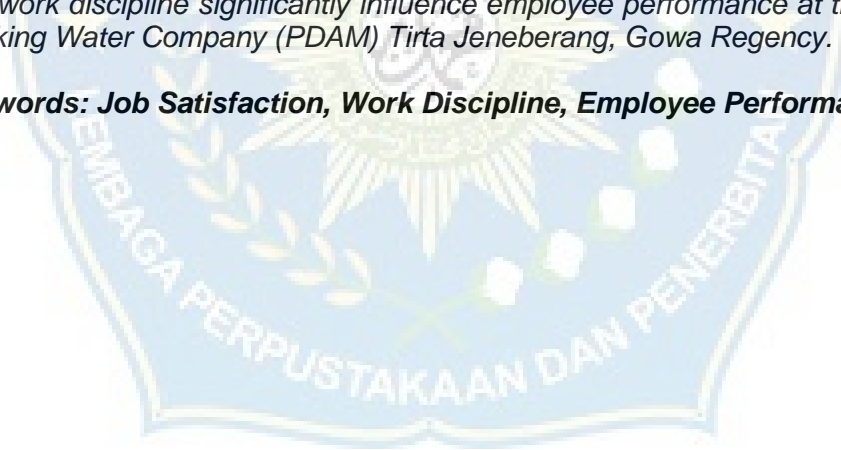 work discipline significantly influence employee performance at
king Water Company (PDAM) Tirta Jeneberang, Gowa Regency.
words: Job Satisfaction, Work Discipline, Employee Performa
LEMBAGA PERPUSTAKAAN DAN PENERBITAN